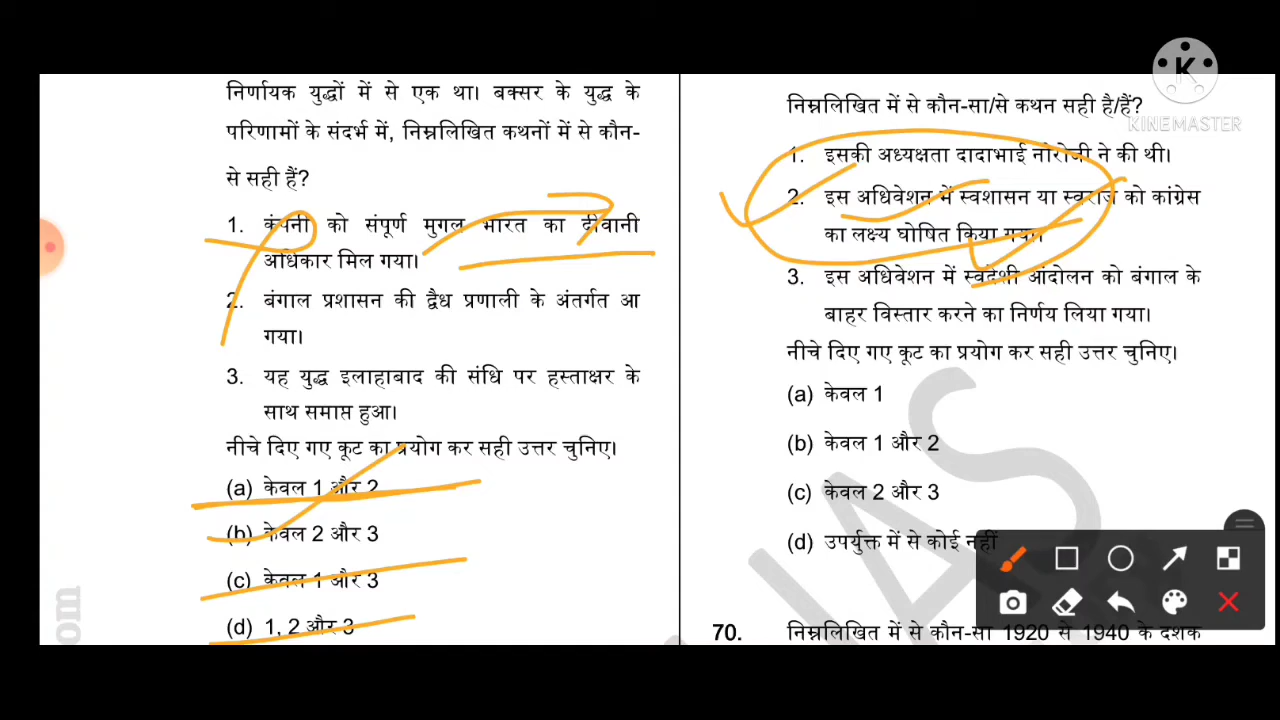 निर्णायक युद्धों में से एक था। बक्सर के युद्ध के
परिणामों के संदर्भ में, निम्नलिखित कथनों में से कौन-
से सही हैं?
1. कंपनी को संपूर्ण मुगल भारत का दीवानी
अधिकार मिल गया।
2. बंगाल प्रशासन की द्वैध प्रणाली के अंतर्गत आ
गया।
3. यह युद्ध इलाहाबाद की संधि पर हस्ताक्षर के
साथ समाप्त हुआ।
नीचे दिए गए कूट का प्रयोग कर सही उत्तर चुनिए।
(a) केवल 1 और 2
(b) केवल 2 और 3
(c) केवल 1 और 3
(d) 1, 2 और 3
om
निम्नलिखित में से कौन-सा/से कथन सही है/हैं?
1. इसकी अध्यक्षता दादाभाई नौरोजी ने की थी।
2. इस अधिवेशन में स्वशासन या स्वराज को कांग्रेस
का लक्ष्य घोषित किया गया।
3. इस अधिवेशन में स्वदेशी आंदोलन को बंगाल के
बाहर विस्तार करने का निर्णय लिया गया।
नीचे दिए गए कूट का प्रयोग कर सही उत्तर चुनिए।
(a) केवल 1
(b) केवल 1 और 2
(c) केवल 2 और 3
(d) उपर्युक्त में से कोई नहीं
70. निम्नलिखित में से कौन-सा 1920 से 1940 के दशक
IAS
K
KINEMASTER